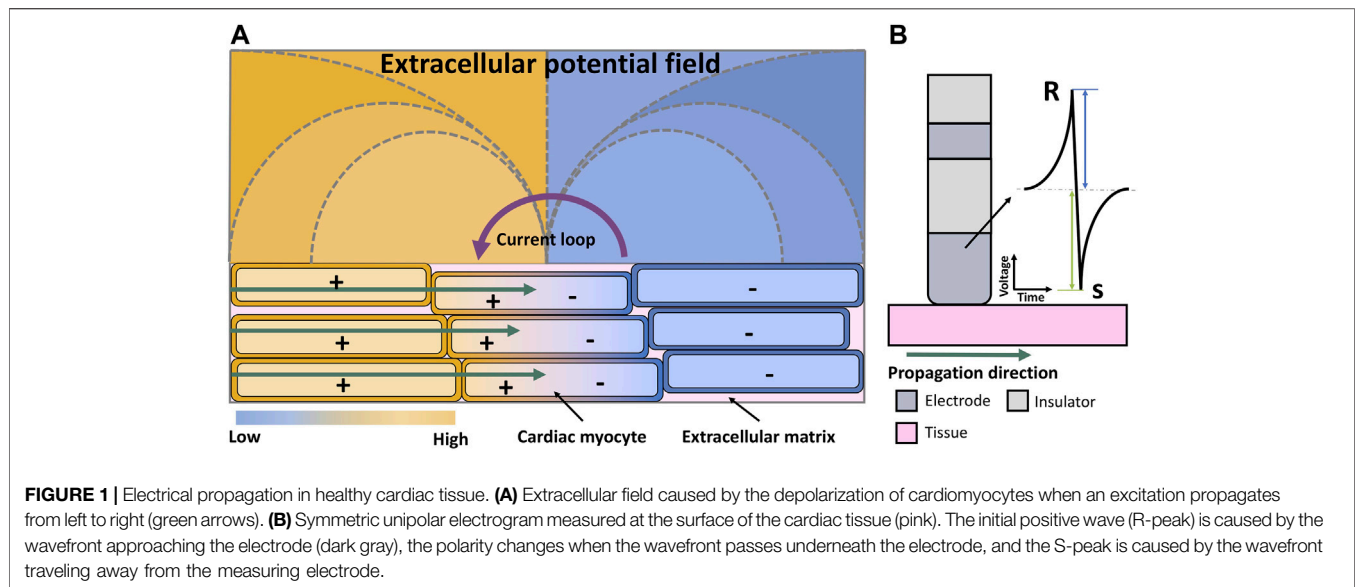 A
B
Extracellular potential field
Current loop
+
+
-
-
+
+
-
-
+
+
-
-
Low
High
Cardiac myocyte
Extracellular matrix
R
S
Voltage
Time
Propagation direction
Electrode
Insulator
Tissue
FIGURE 1 | Electrical propagation in healthy cardiac tissue. (A) Extracellular field caused by the depolarization of cardiomyocytes when an excitation propagates
from left to right (green arrows). (B) Symmetric unipolar electrogram measured at the surface of the cardiac tissue (pink). The initial positive wave (R-peak) is caused by the
wavefront approaching the electrode (dark gray), the polarity changes when the wavefront passes underneath the electrode, and the S-peak is caused by the wavefront
traveling away from the measuring electrode.